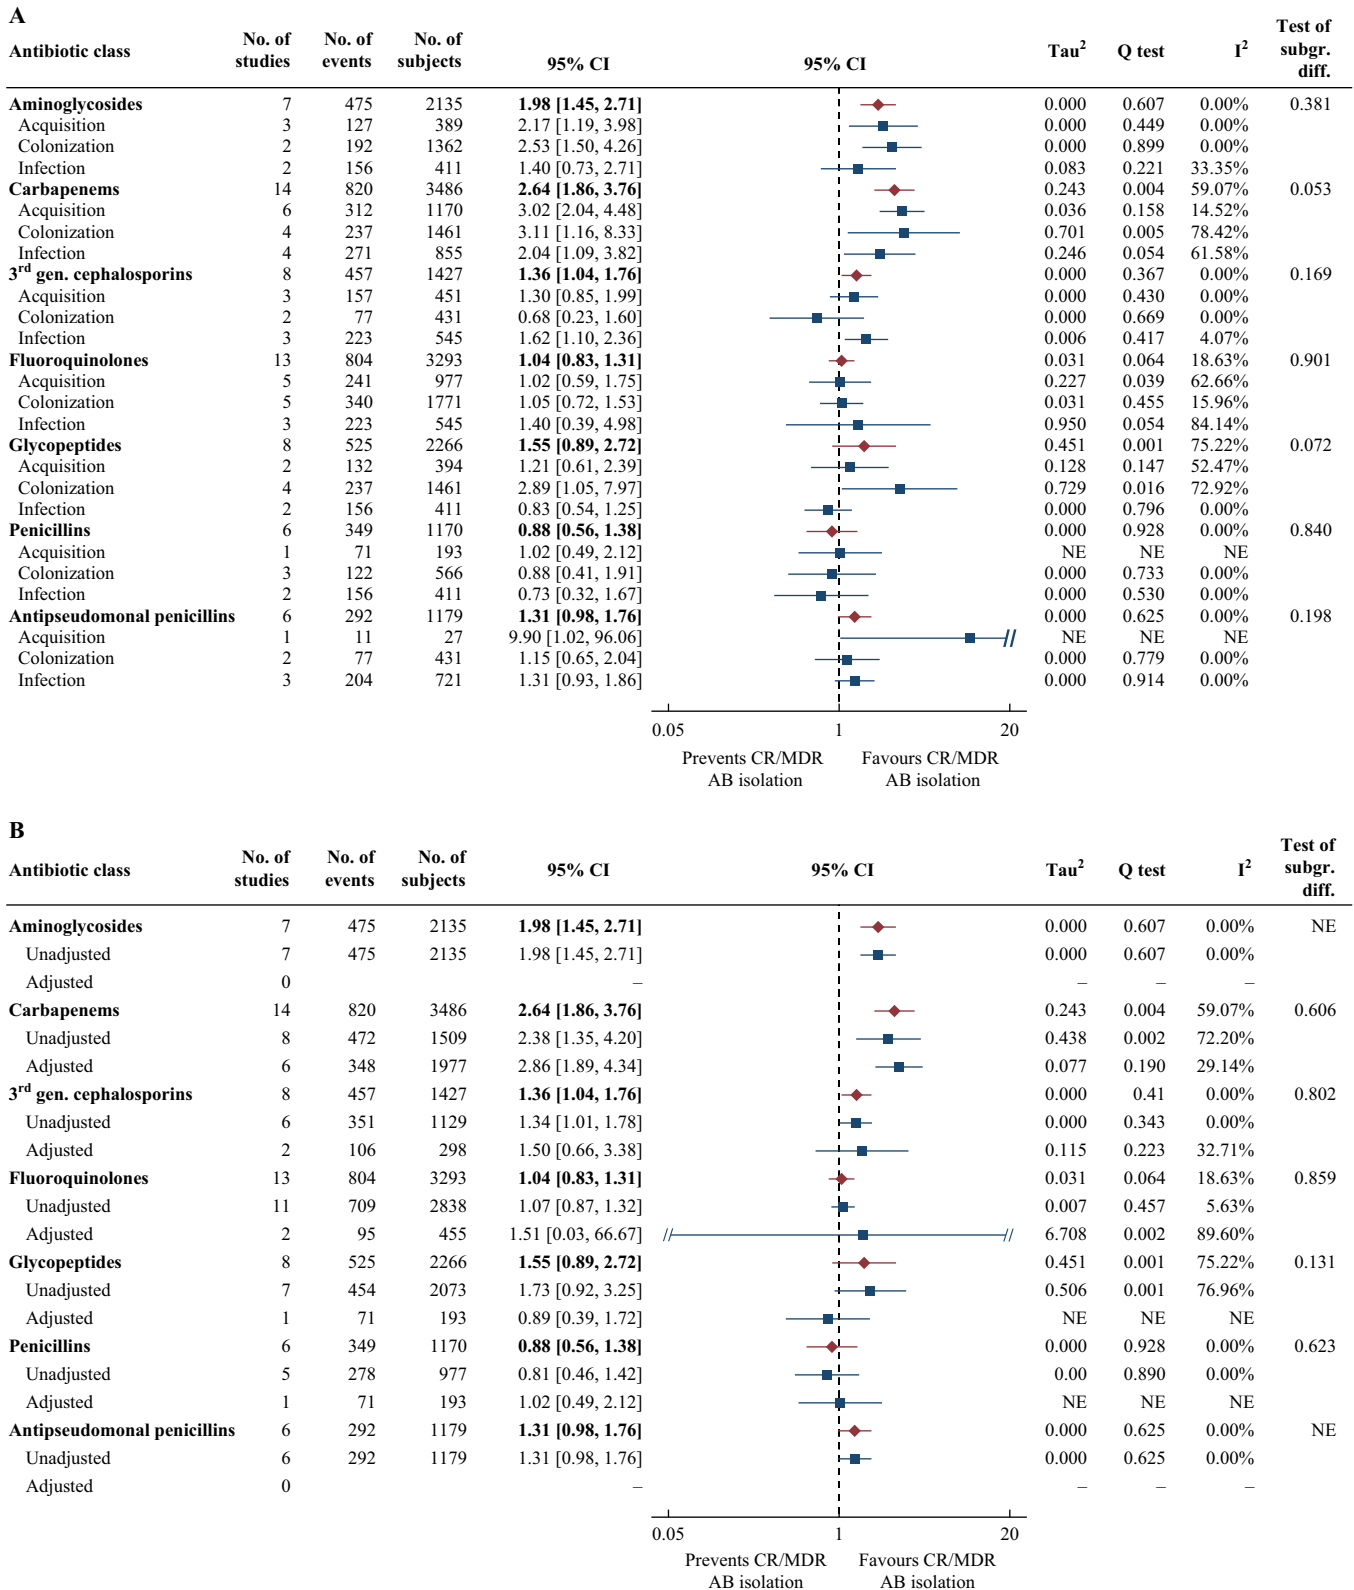 A
Antibiotic class No. of studies No. of events No. of subjects 95% CI 95% CI Tau² Q test I² Test of subgr. diff.
Aminoglycosides 7 475 2135 1.98 [1.45, 2.71] 0.000 0.607 0.00% 0.381
Acquisition 3 127 389 2.17 [1.19, 3.98] 0.000 0.449 0.00%
Colonization 2 192 1362 2.53 [1.50, 4.26] 0.000 0.899 0.00%
Infection 2 156 411 1.40 [0.73, 2.71] 0.083 0.221 33.35%
Carbapenems 14 820 3486 2.64 [1.86, 3.76] 0.243 0.004 59.07% 0.053
Acquisition 6 312 1170 3.02 [2.04, 4.48] 0.036 0.158 14.52%
Colonization 4 237 1461 3.11 [1.16, 8.33] 0.701 0.005 78.42%
Infection 4 271 855 2.04 [1.09, 3.82] 0.246 0.054 61.58%
3rd gen. cephalosporins 8 457 1427 1.36 [1.04, 1.76] 0.000 0.367 0.00% 0.169
Acquisition 3 157 451 1.30 [0.85, 1.99] 0.000 0.430 0.00%
Colonization 2 77 431 0.68 [0.23, 1.60] 0.000 0.669 0.00%
Infection 3 223 545 1.62 [1.10, 2.36] 0.006 0.417 4.07%
Fluoroquinolones 13 804 3293 1.04 [0.83, 1.31] 0.031 0.064 18.63% 0.901
Acquisition 5 241 977 1.02 [0.59, 1.75] 0.227 0.039 62.66%
Colonization 5 340 1771 1.05 [0.72, 1.53] 0.031 0.455 15.96%
Infection 3 223 545 1.40 [0.39, 4.98] 0.950 0.054 84.14%
Glycopeptides 8 525 2266 1.55 [0.89, 2.72] 0.451 0.001 75.22% 0.072
Acquisition 2 132 394 1.21 [0.61, 2.39] 0.128 0.147 52.47%
Colonization 4 237 1461 2.89 [1.05, 7.97] 0.729 0.016 72.92%
Infection 2 156 411 0.83 [0.54, 1.25] 0.000 0.796 0.00%
Penicillins 6 349 1170 0.88 [0.56, 1.38] 0.000 0.928 0.00% 0.840
Acquisition 1 71 193 1.02 [0.49, 2.12] NE NE NE
Colonization 3 122 566 0.88 [0.41, 1.91] 0.000 0.733 0.00%
Infection 2 156 411 0.73 [0.32, 1.67] 0.000 0.530 0.00%
Antipseudomonal penicillins 6 292 1179 1.31 [0.98, 1.76] 0.000 0.625 0.00% 0.198
Acquisition 1 11 27 9.90 [1.02, 96.06] NE NE NE
Colonization 2 77 431 1.15 [0.65, 2.04] 0.000 0.779 0.00%
Infection 3 204 721 1.31 [0.93, 1.86] 0.000 0.914 0.00%
0.05 1 20
Prevents CR/MDR Favours CR/MDR
AB isolation AB isolation
B
Antibiotic class No. of studies No. of events No. of subjects 95% CI 95% CI Tau² Q test I² Test of subgr. diff.
Aminoglycosides 7 475 2135 1.98 [1.45, 2.71] 0.000 0.607 0.00% NE
Unadjusted 7 475 2135 1.98 [1.45, 2.71] 0.000 0.607 0.00%
Adjusted 0 – – – –
Carbapenems 14 820 3486 2.64 [1.86, 3.76] 0.243 0.004 59.07% 0.606
Unadjusted 8 472 1509 2.38 [1.35, 4.20] 0.438 0.002 72.20%
Adjusted 6 348 1977 2.86 [1.89, 4.34] 0.077 0.190 29.14%
3rd gen. cephalosporins 8 457 1427 1.36 [1.04, 1.76] 0.000 0.41 0.00% 0.802
Unadjusted 6 351 1129 1.34 [1.01, 1.78] 0.000 0.343 0.00%
Adjusted 2 106 298 1.50 [0.66, 3.38] 0.115 0.223 32.71%
Fluoroquinolones 13 804 3293 1.04 [0.83, 1.31] 0.031 0.064 18.63% 0.859
Unadjusted 11 709 2838 1.07 [0.87, 1.32] 0.007 0.457 5.63%
Adjusted 2 95 455 1.51 [0.03, 66.67] 6.708 0.002 89.60%
Glycopeptides 8 525 2266 1.55 [0.89, 2.72] 0.451 0.001 75.22% 0.131
Unadjusted 7 454 2073 1.73 [0.92, 3.25] 0.506 0.001 76.96%
Adjusted 1 71 193 0.89 [0.39, 1.72] NE NE NE
Penicillins 6 349 1170 0.88 [0.56, 1.38] 0.000 0.928 0.00% 0.623
Unadjusted 5 278 977 0.81 [0.46, 1.42] 0.00 0.890 0.00%
Adjusted 1 71 193 1.02 [0.49, 2.12] NE NE NE
Antipseudomonal penicillins 6 292 1179 1.31 [0.98, 1.76] 0.000 0.625 0.00% NE
Unadjusted 6 292 1179 1.31 [0.98, 1.76] 0.000 0.625 0.00%
Adjusted 0 – – – –
0.05 1 20
Prevents CR/MDR Favours CR/MDR
AB isolation AB isolation